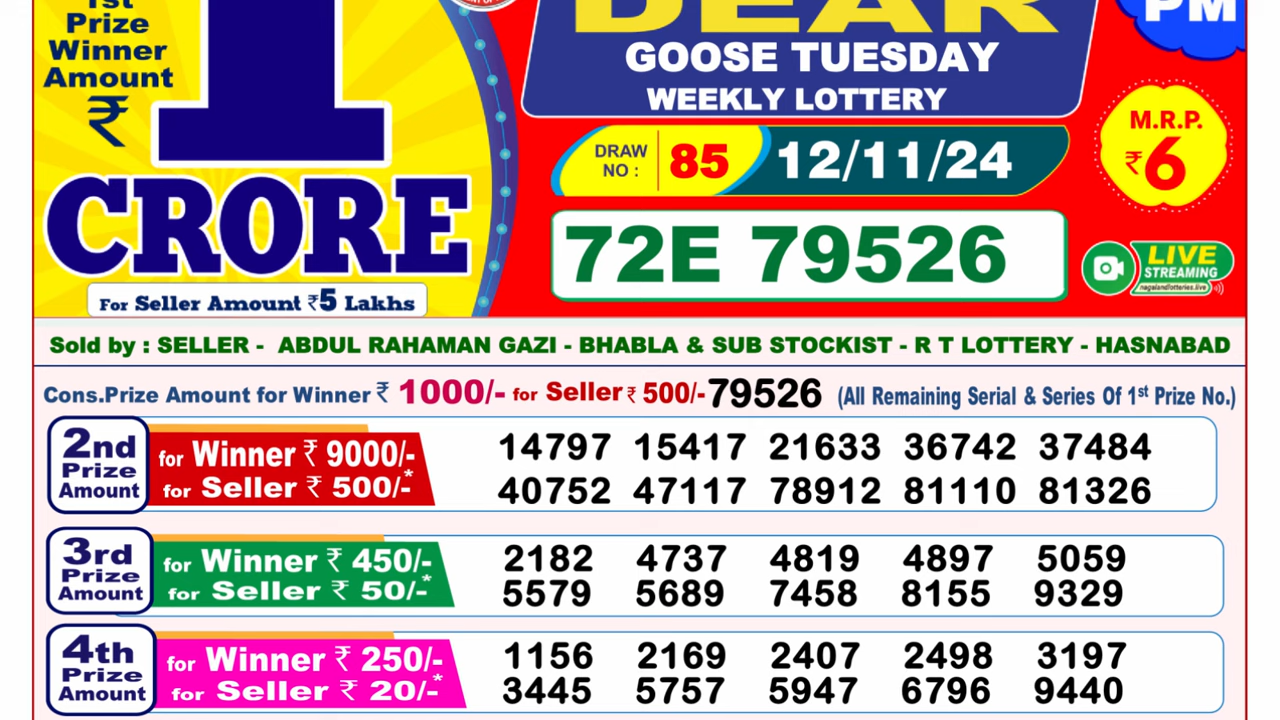 1st
Prize
Winner
Amount
₹
1
CRORE
For Seller Amount ₹5 Lakhs
DEAR
GOOSE TUESDAY
WEEKLY LOTTERY
DRAW NO : 85 12/11/24
72E 79526
PM
M.R.P.
₹6
LIVE
STREAMING
nagalandlotteries.live
Sold by : SELLER - ABDUL RAHAMAN GAZI - BHABLA & SUB STOCKIST - R T LOTTERY - HASNABAD
Cons.Prize Amount for Winner ₹ 1000/- for Seller ₹ 500/- 79526 (All Remaining Serial & Series Of 1st Prize No.)
2nd
Prize
Amount
for Winner ₹ 9000/-
for Seller ₹ 500/-*
14797 15417 21633 36742 37484
40752 47117 78912 81110 81326
3rd
Prize
Amount
for Winner ₹ 450/-
for Seller ₹ 50/-*
2182 4737 4819 4897 5059
5579 5689 7458 8155 9329
4th
Prize
Amount
for Winner ₹ 250/-
for Seller ₹ 20/-*
1156 2169 2407 2498 3197
3445 5757 5947 6796 9440